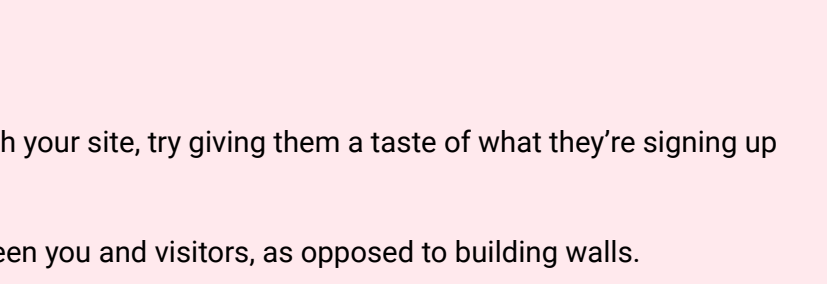 h your site, try giving them a taste of what they’re signing up
een you and visitors, as opposed to building walls.